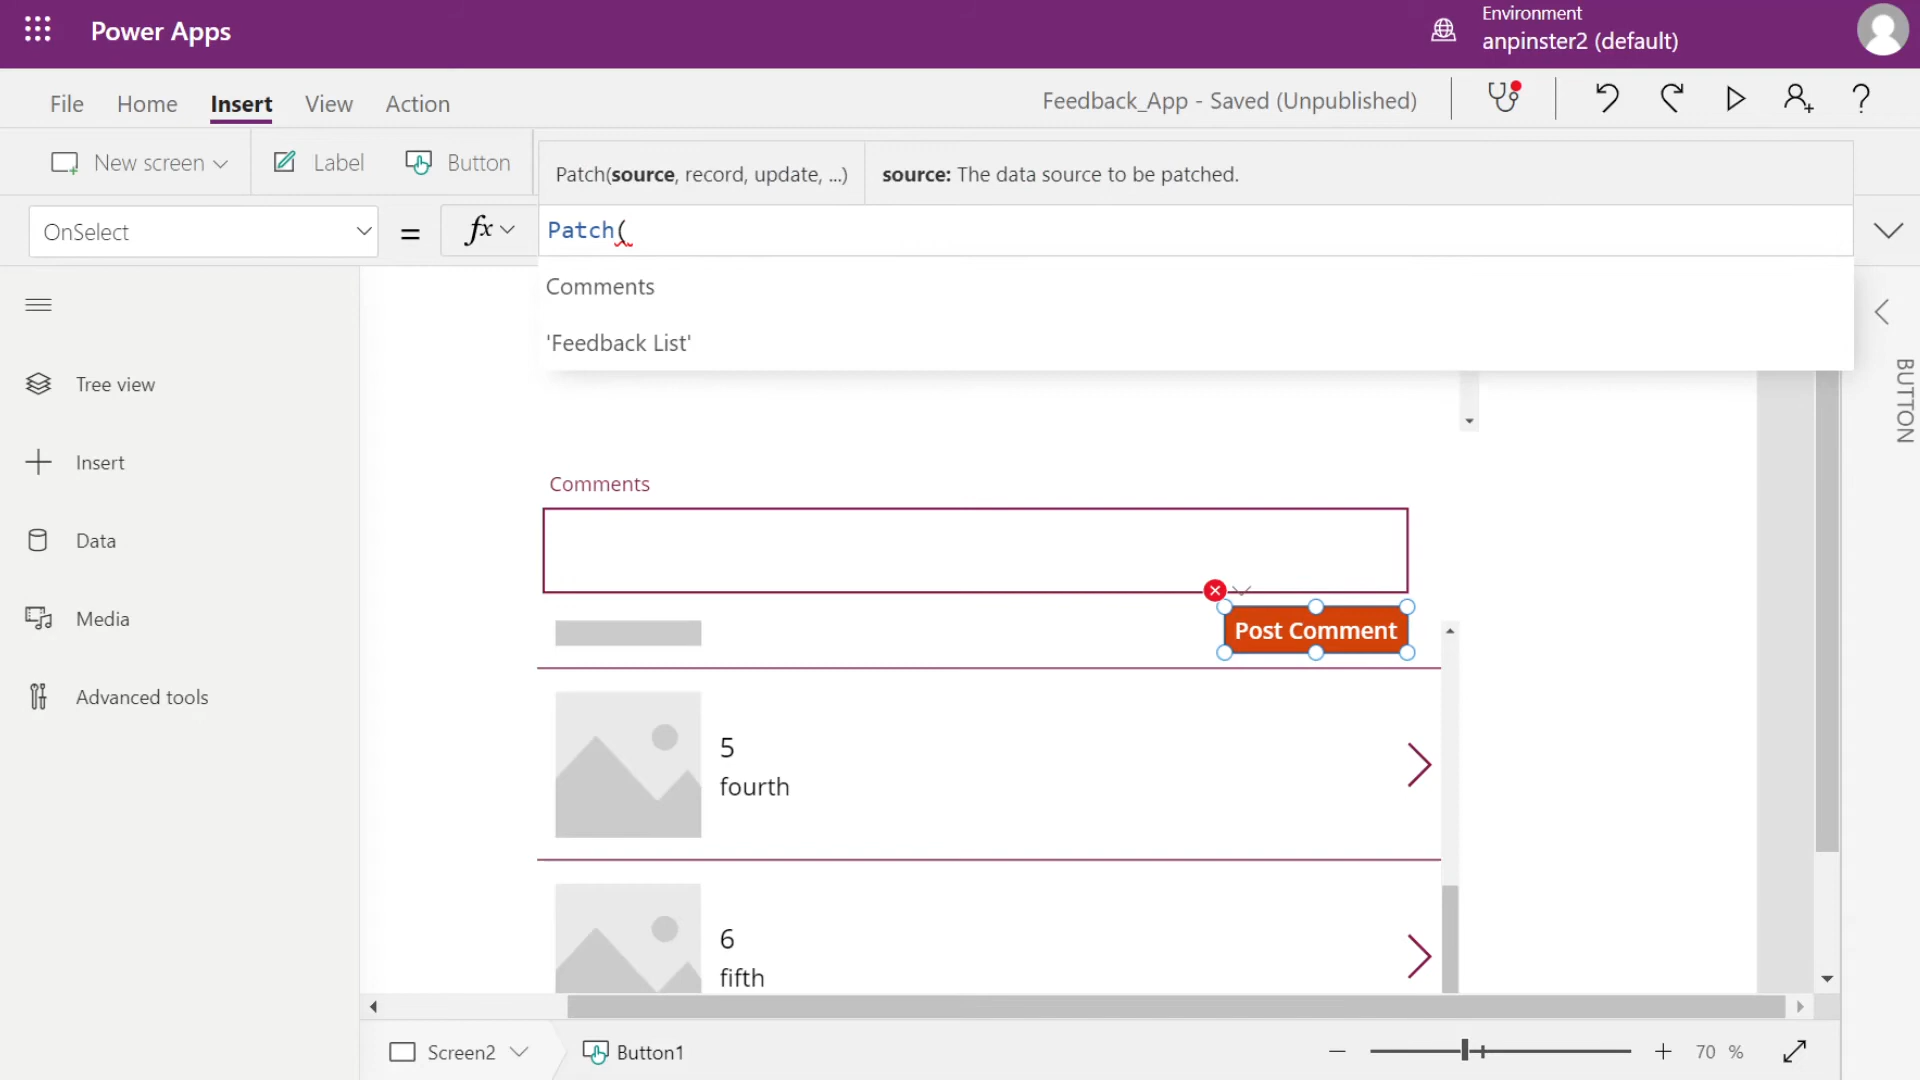 Power Apps
Environment
anpinster2 (default)
File Home Insert View Action
Feedback_App - Saved (Unpublished)
New screen Label Button
Patch(source, record, update, ...) source: The data source to be patched.
OnSelect = fx Patch(
Comments
'Feedback List'
Tree view
Insert
Data
Media
Advanced tools
BUTTON
Comments
Post Comment
5
fourth
6
fifth
Screen2 Button1 70 %